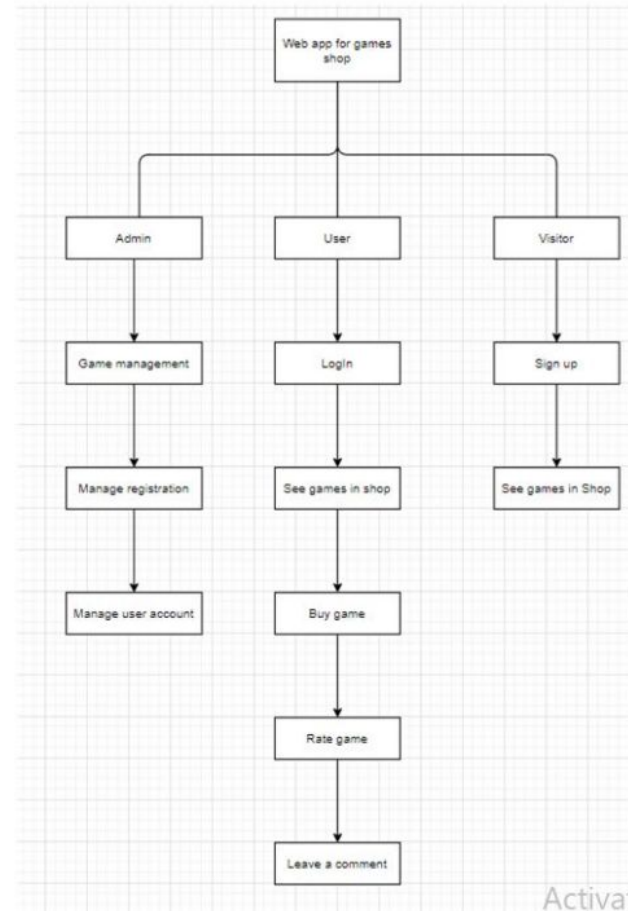 Web app for games
shop
Admin
User
Visitor
Game management
LogIn
Sign up
Manage registration
See games in shop
See games in Shop
Manage user account
Buy game
Rate game
Leave a comment